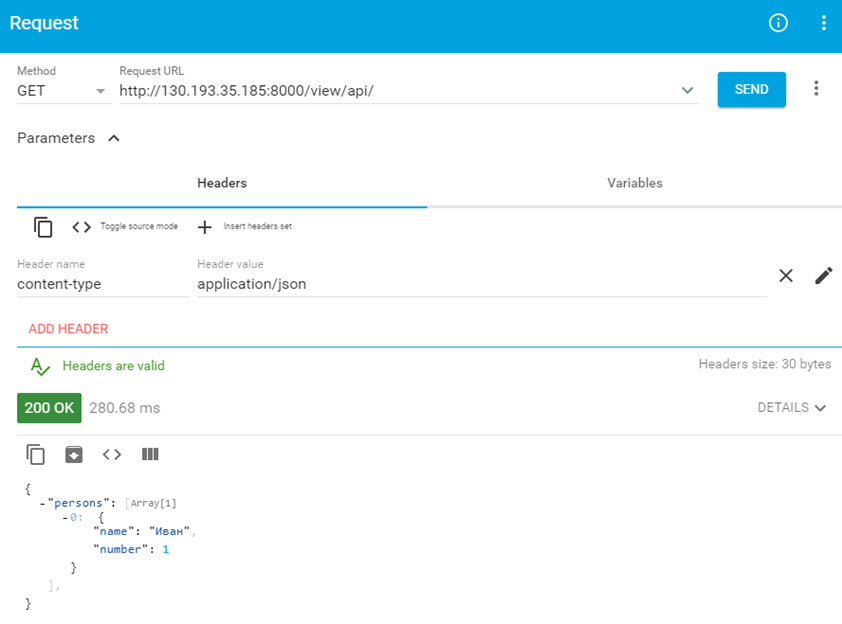 Request
Method
Request URL
GET
http://130.193.35.185:8000/view/api/
SEND
Parameters
Headers
Variables
Toggle source mode
Insert headers set
Header name
Header value
content-type
application/json
ADD HEADER
Headers are valid
Headers size: 30 bytes
200 OK 280.68 ms
DETAILS
{
-"persons": [Array[1]
-0: {
"name": "Иван",
"number": 1
}
],
}